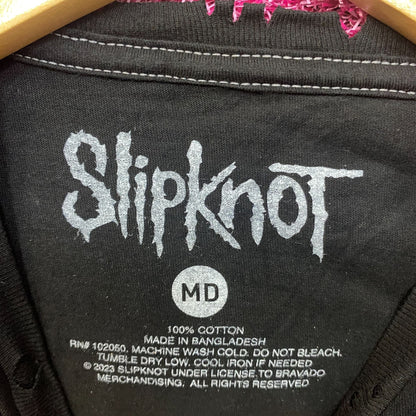 Slipknot
MD
100% COTTON
MADE IN BANGLADESH
RN# 102060. MACHINE WASH COLD. DO NOT BLEACH.
TUMBLE DRY LOW. COOL IRON IF NEEDED
© 2023 SLIPKNOT UNDER LICENSE TO BRAVADO
MERCHANDISING. ALL RIGHTS RESERVED.